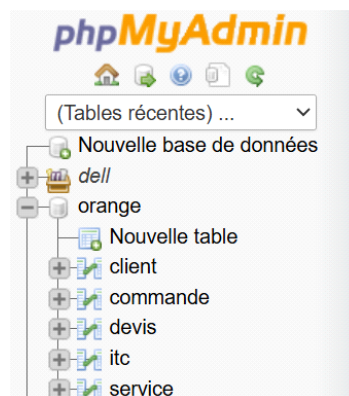 phpMyAdmin
(Tables récentes) ...
Nouvelle base de données
dell
orange
Nouvelle table
client
commande
devis
itc
service